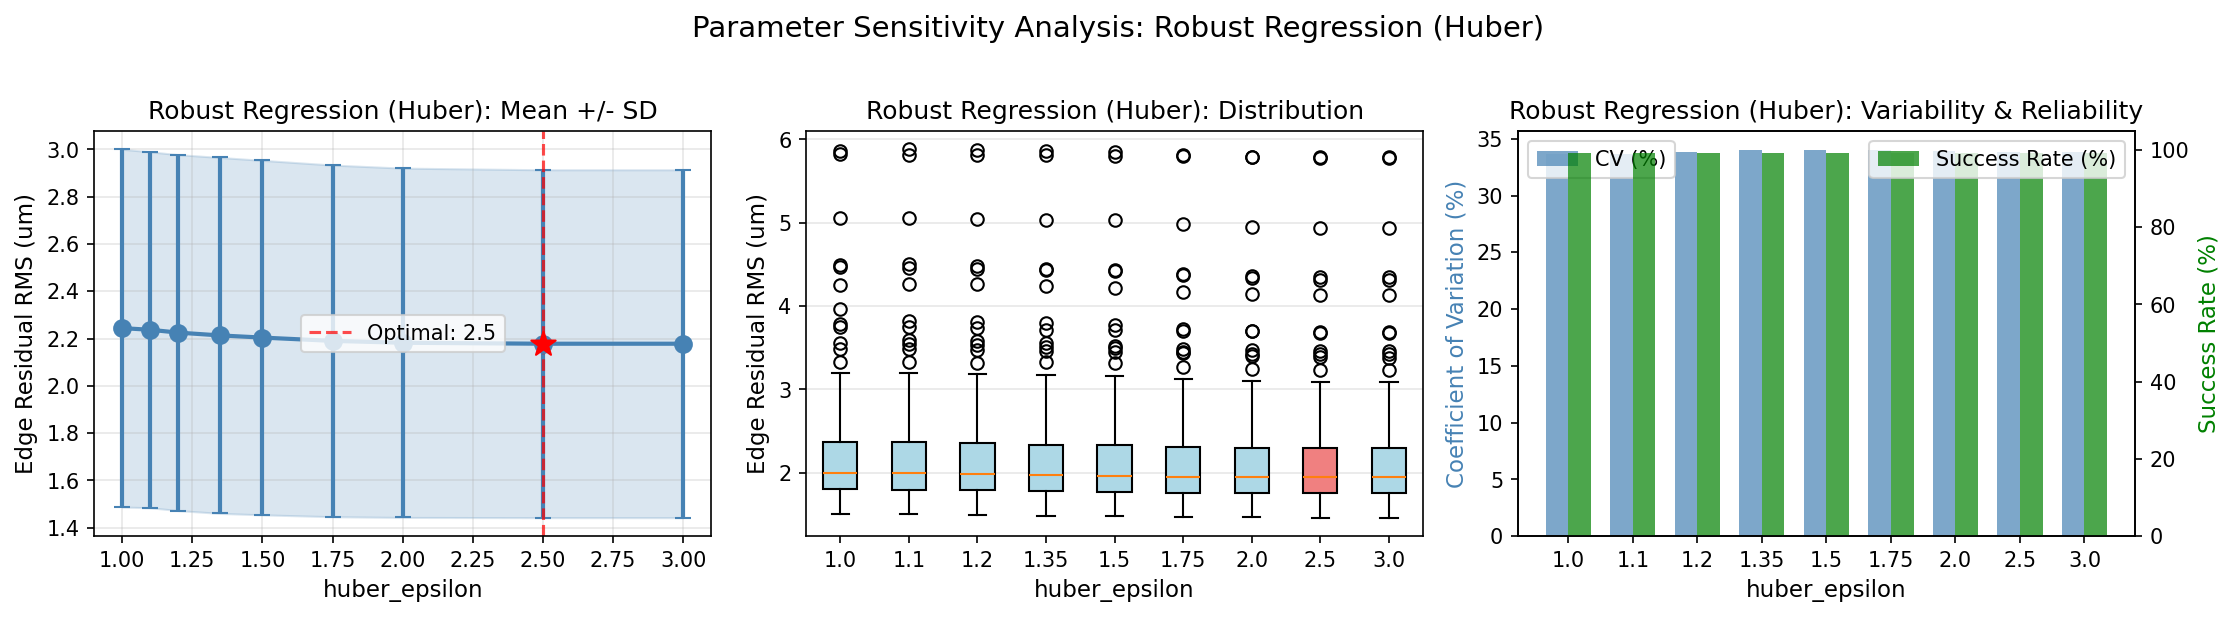 Parameter Sensitivity Analysis: Robust Regression (Huber)
Robust Regression (Huber): Mean +/- SD
Edge Residual RMS (um)
3.0
2.8
2.6
2.4
2.2
2.0
1.8
1.6
1.4
Optimal: 2.5
1.00 1.25 1.50 1.75 2.00 2.25 2.50 2.75 3.00
huber_epsilon
Robust Regression (Huber): Distribution
Edge Residual RMS (um)
6
5
4
3
2
1.0 1.1 1.2 1.35 1.5 1.75 2.0 2.5 3.0
huber_epsilon
Robust Regression (Huber): Variability & Reliability
Coefficient of Variation (%)
35
30
25
20
15
10
5
0
CV (%)
Success Rate (%)
1.0 1.1 1.2 1.35 1.5 1.75 2.0 2.5 3.0
huber_epsilon
100
80
60
40
20
0
Success Rate (%)